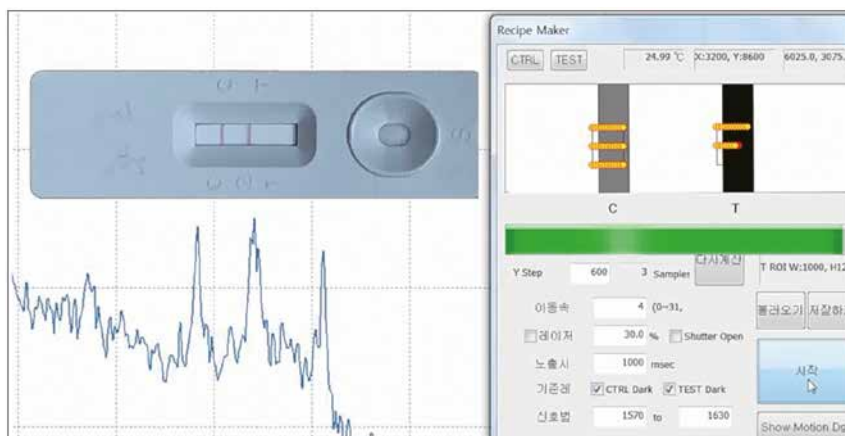 Recipe Maker
CTRL TEST 24.99 ℃ X:3200, Y:8600 6025.0, 3075.
C T
다시계산
Y Step 600 3 Samples T ROI W:1000, H12
이동속 4 (0~31,
불러오기 저장하
레이저 30.0 % Shutter Open
노출시 1000 msec
시작
기준레 CTRL Dark TEST Dark
신호범 1570 to 1630
Show Motion Dg